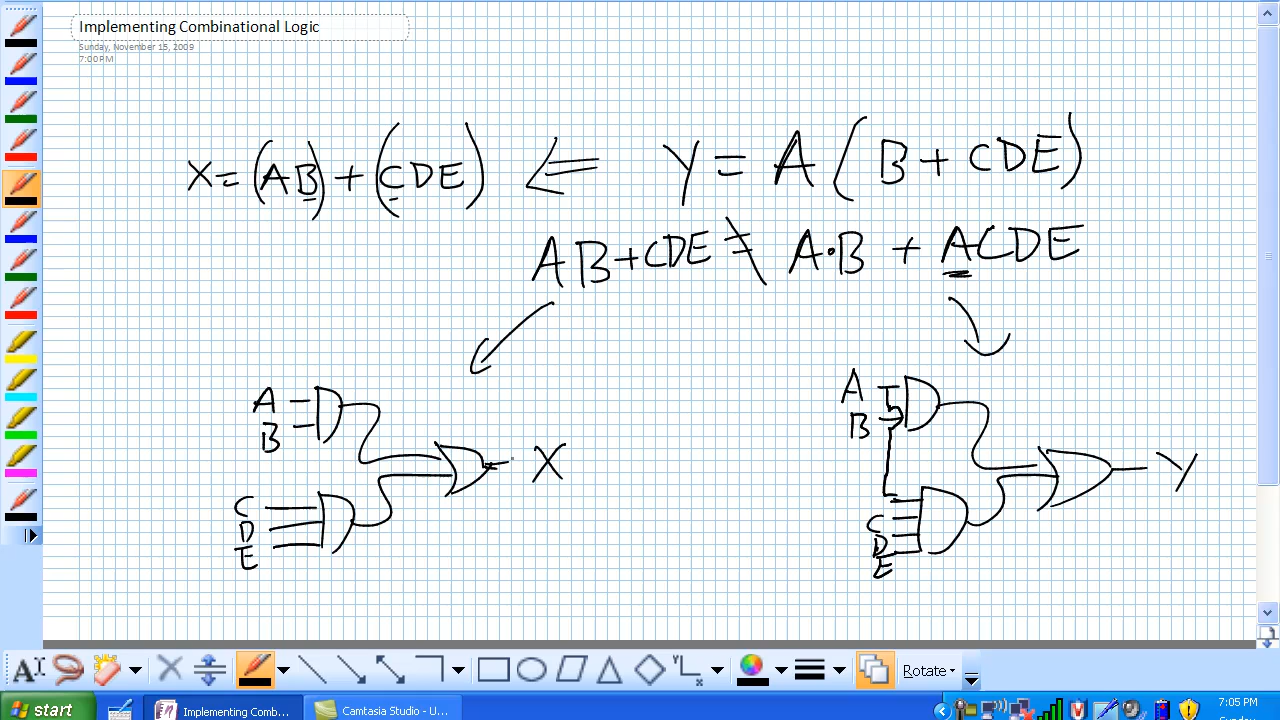 Implementing Combinational Logic
Sunday, November 15, 2009
7:00 PM
X = (AB) + (CDE) ⇐ Y = A (B + CDE)
AB + CDE ≠ A·B + ACDE
A
B
X
C
D
E
A
B
Y
C
D
E
A
Rotate
start
Implementing Comb...
Camtasia Studio - U...
7:05 PM
Sunday